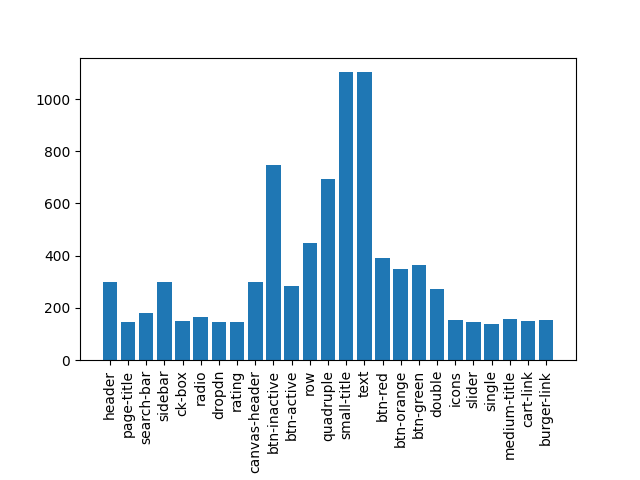 1000
800
600
400
200
0
header
page-title
search-bar
sidebar
ck-box
radio
dropdn
rating
canvas-header
btn-inactive
btn-active
row
quadruple
small-title
text
btn-red
btn-orange
btn-green
double
icons
slider
single
medium-title
cart-link
burger-link